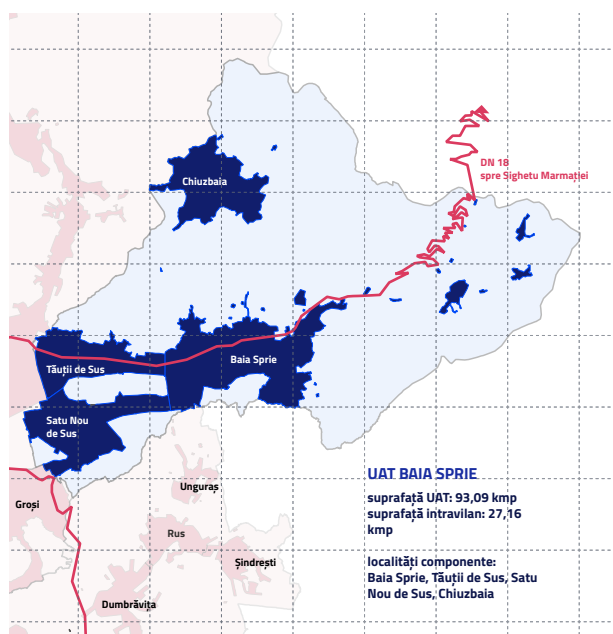 DN 18
spre Sighetu Marmației
Chiuzbaia
Baia Sprie
Tăuții de Sus
Satu Nou
de Sus
Unguraș
Groși
Rus
Șindrești
Dumbrăvița
UAT BAIA SPRIE
suprafață UAT: 93,09 kmp
suprafață intravilan: 27,16
kmp
localități componente:
Baia Sprie, Tăuții de Sus, Satu
Nou de Sus, Chiuzbaia